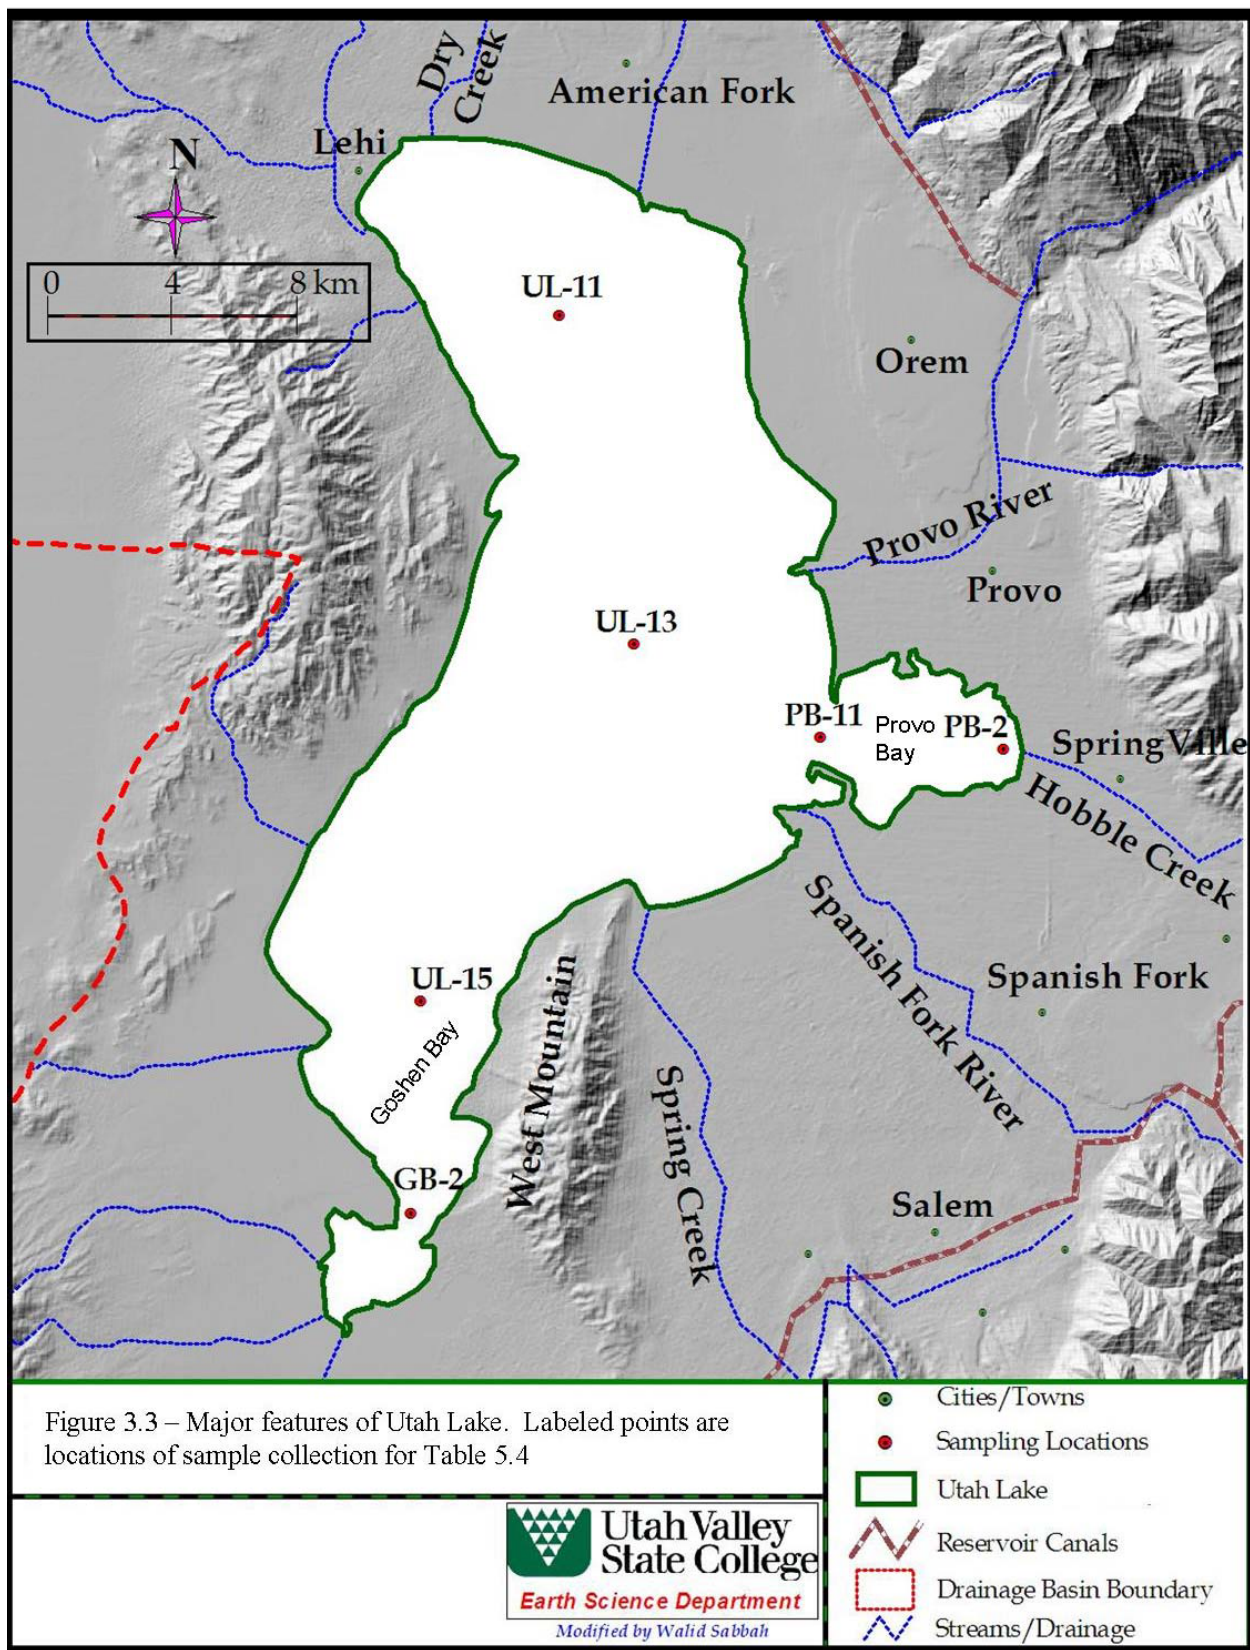 Dry
Creek
American Fork
Lehi
N
0 4 8 km
UL-11
Orem
Provo River
Provo
UL-13
PB-11
Provo
Bay
PB-2
SpringVille
Hobble Creek
Spanish Fork River
Spanish Fork
UL-15
Goshen Bay
West Mountain
Spring Creek
GB-2
Salem
Figure 3.3 – Major features of Utah Lake. Labeled points are
locations of sample collection for Table 5.4
Utah Valley
State College
Earth Science Department
Modified by Walid Sabbah
Cities/Towns
Sampling Locations
Utah Lake
Reservoir Canals
Drainage Basin Boundary
Streams/Drainage